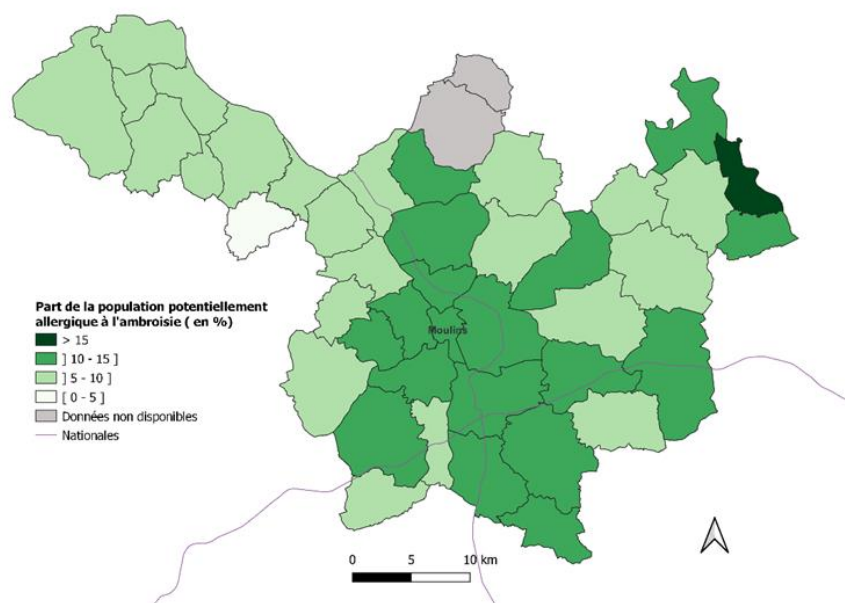 Moulins
Part de la population potentiellement
allergique à l'ambroisie ( en %)
> 15
] 10 - 15 ]
] 5 - 10 ]
[ 0 - 5 ]
Données non disponibles
Nationales
0 5 10 km